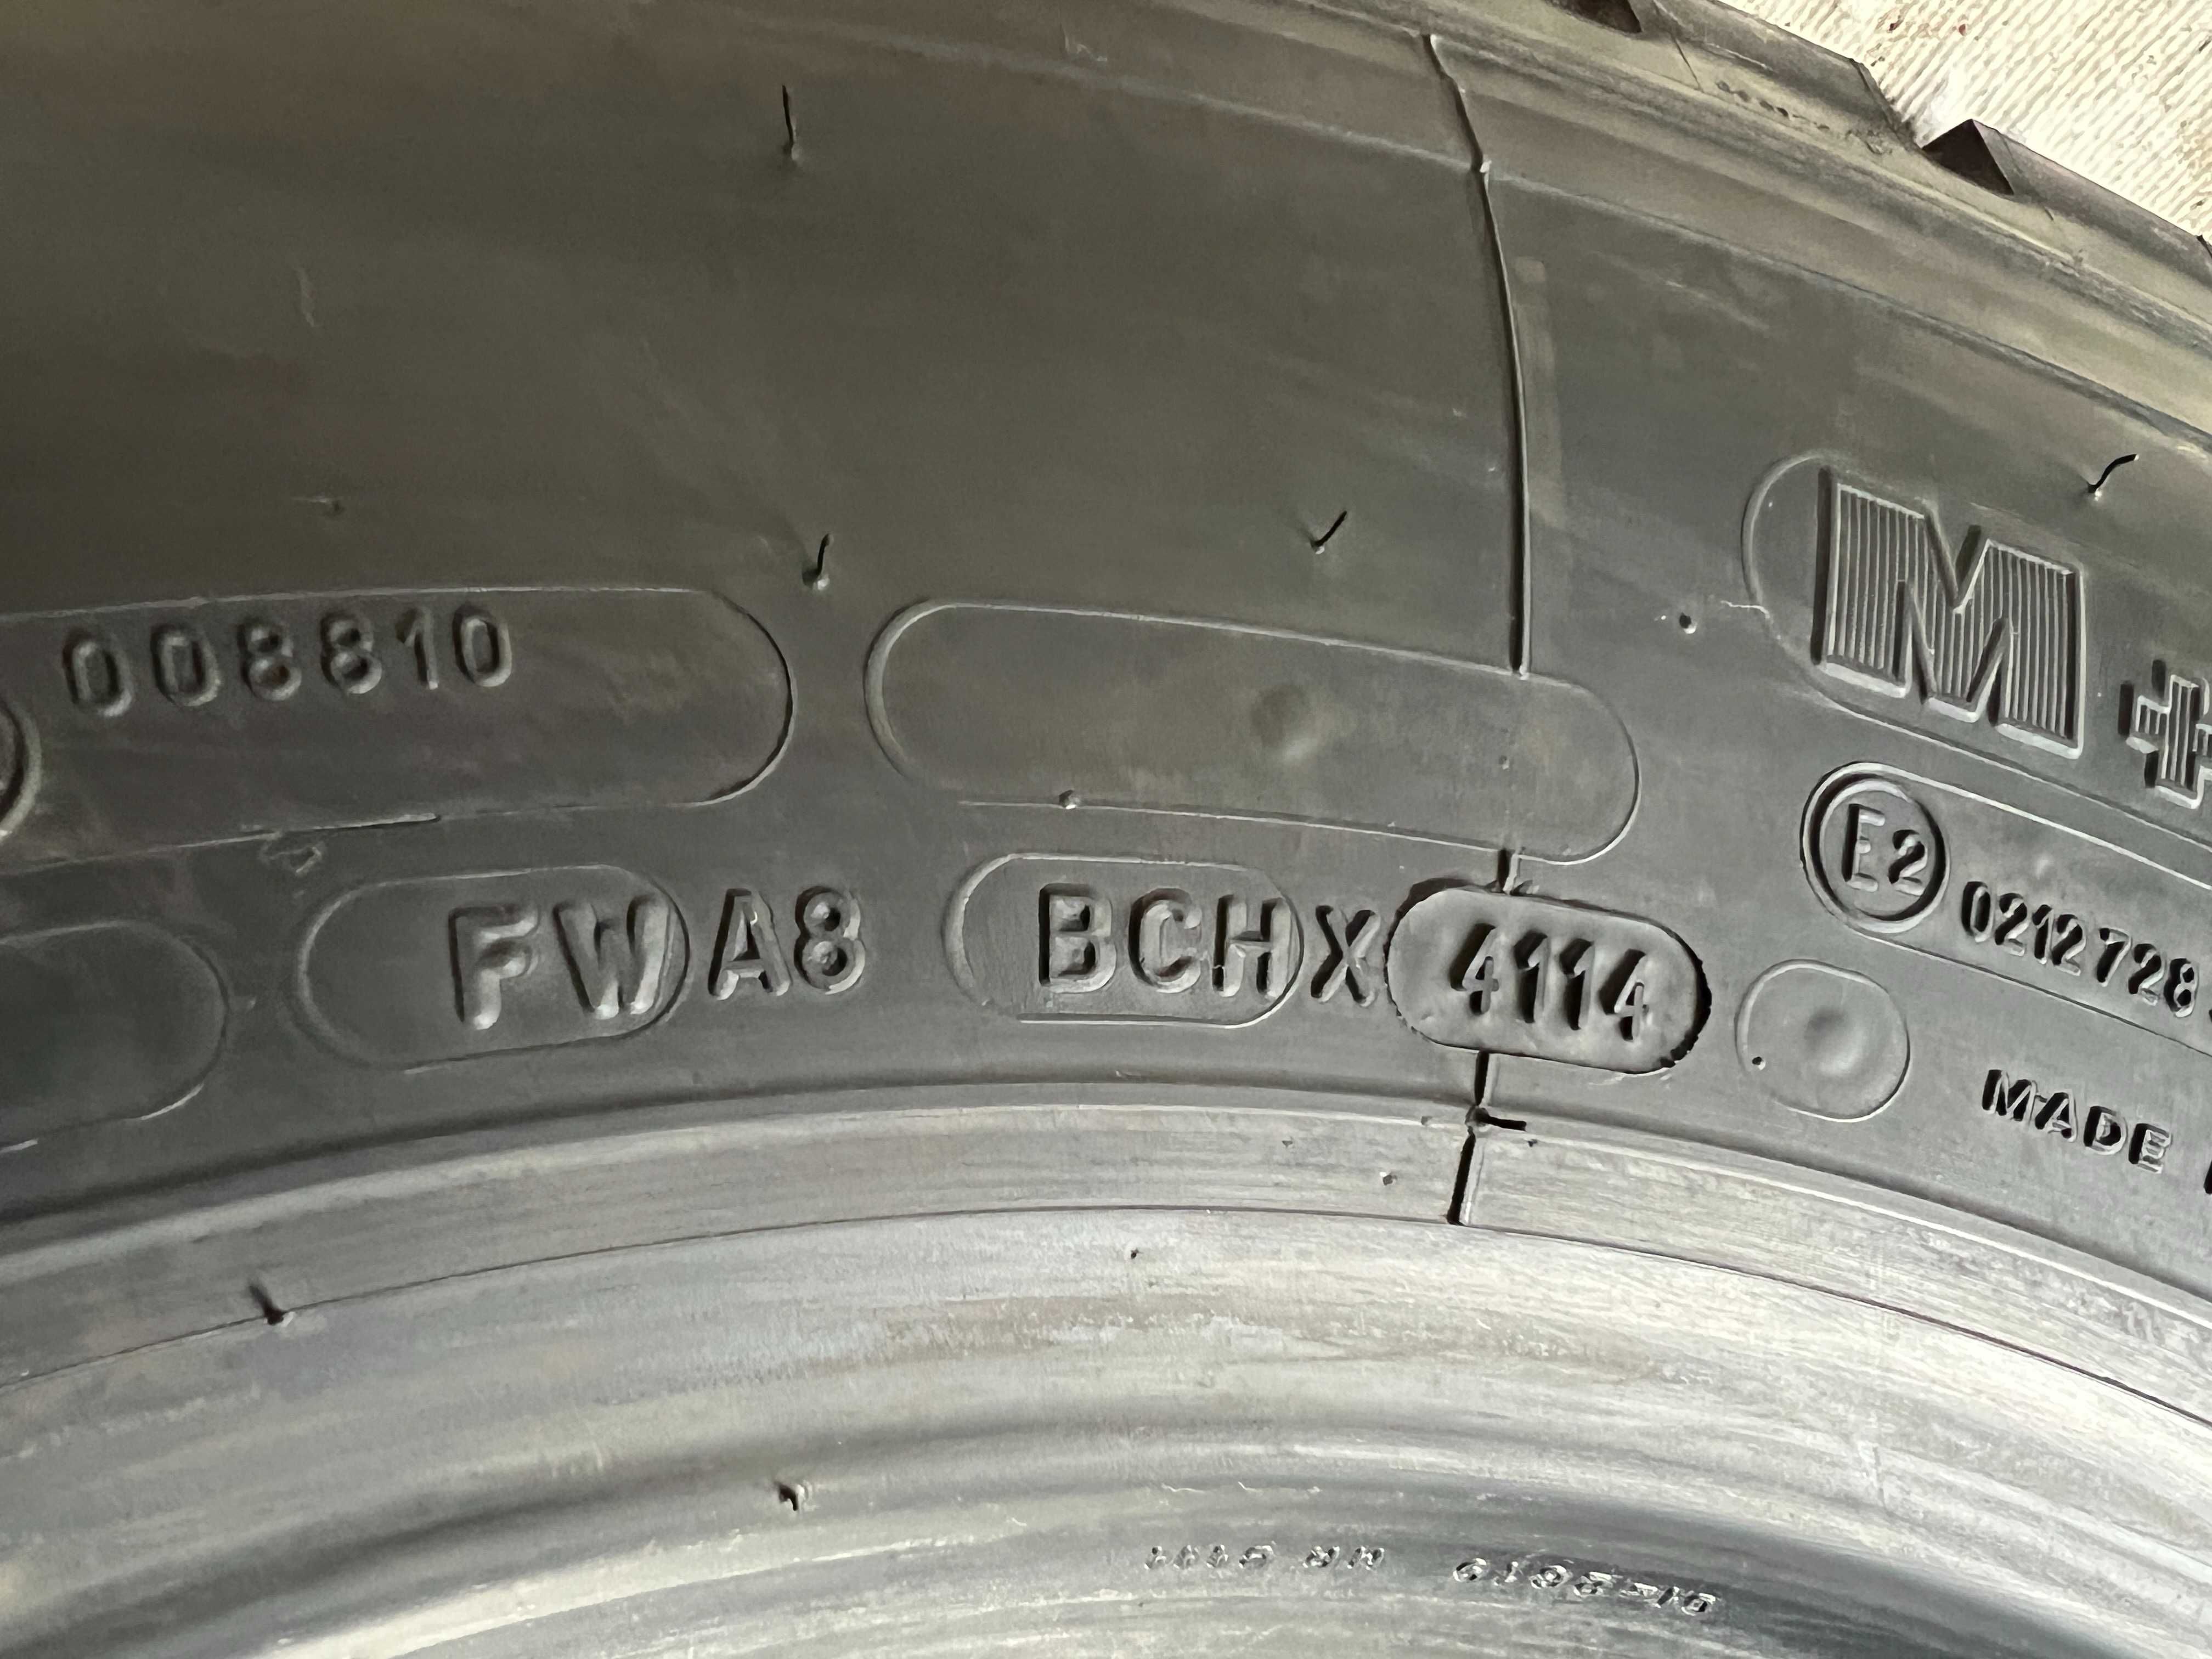 008810
M+
FW A8 BCHX 4114
E2 0212728
MADE